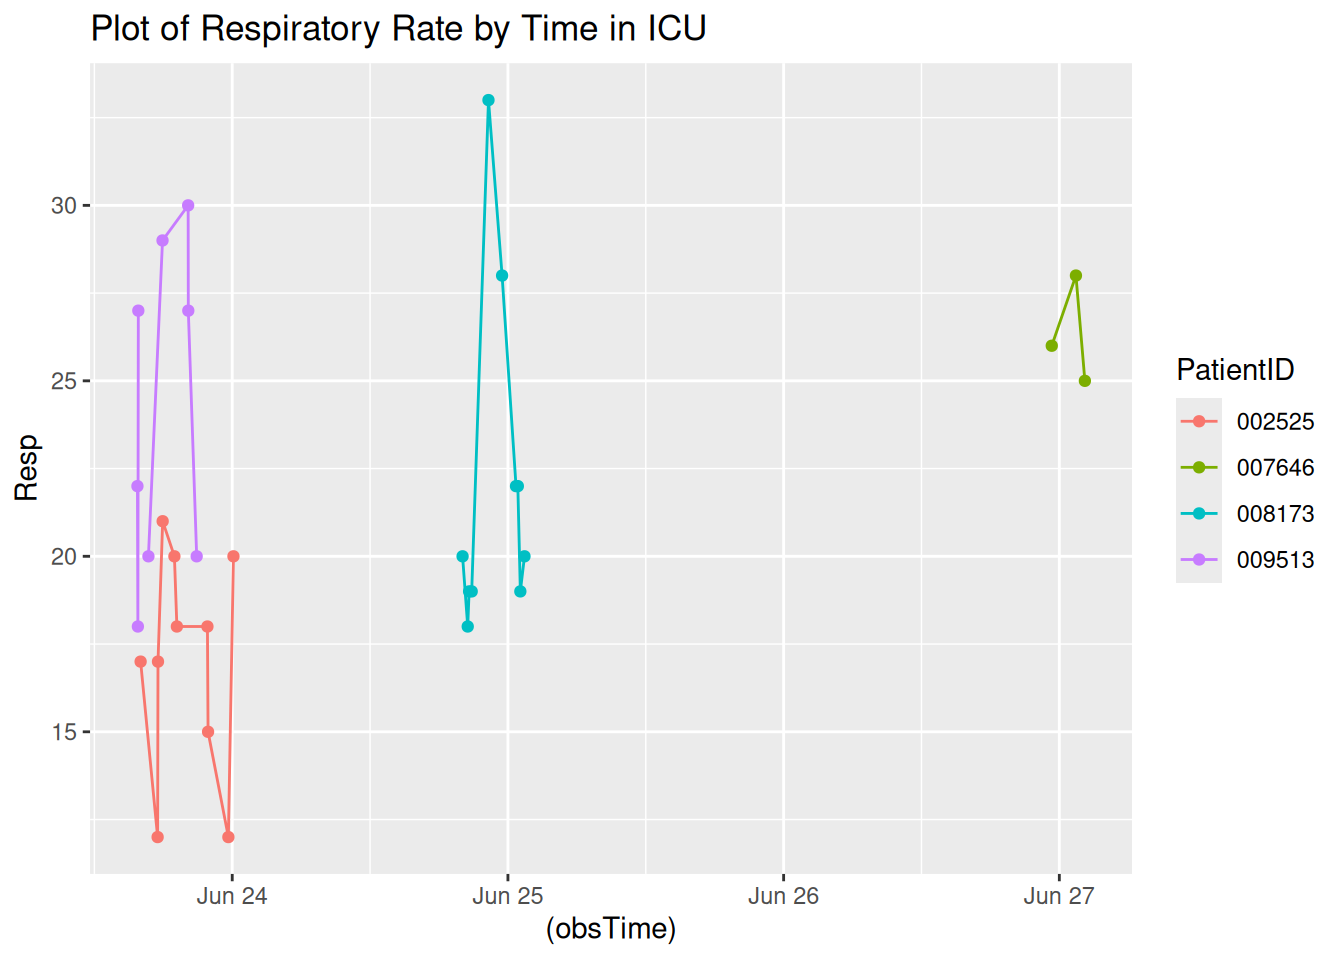 Plot of Respiratory Rate by Time in ICU
30
25
20
15
Resp
Jun 24
Jun 25
Jun 26
Jun 27
(obsTime)
PatientID
002525
007646
008173
009513